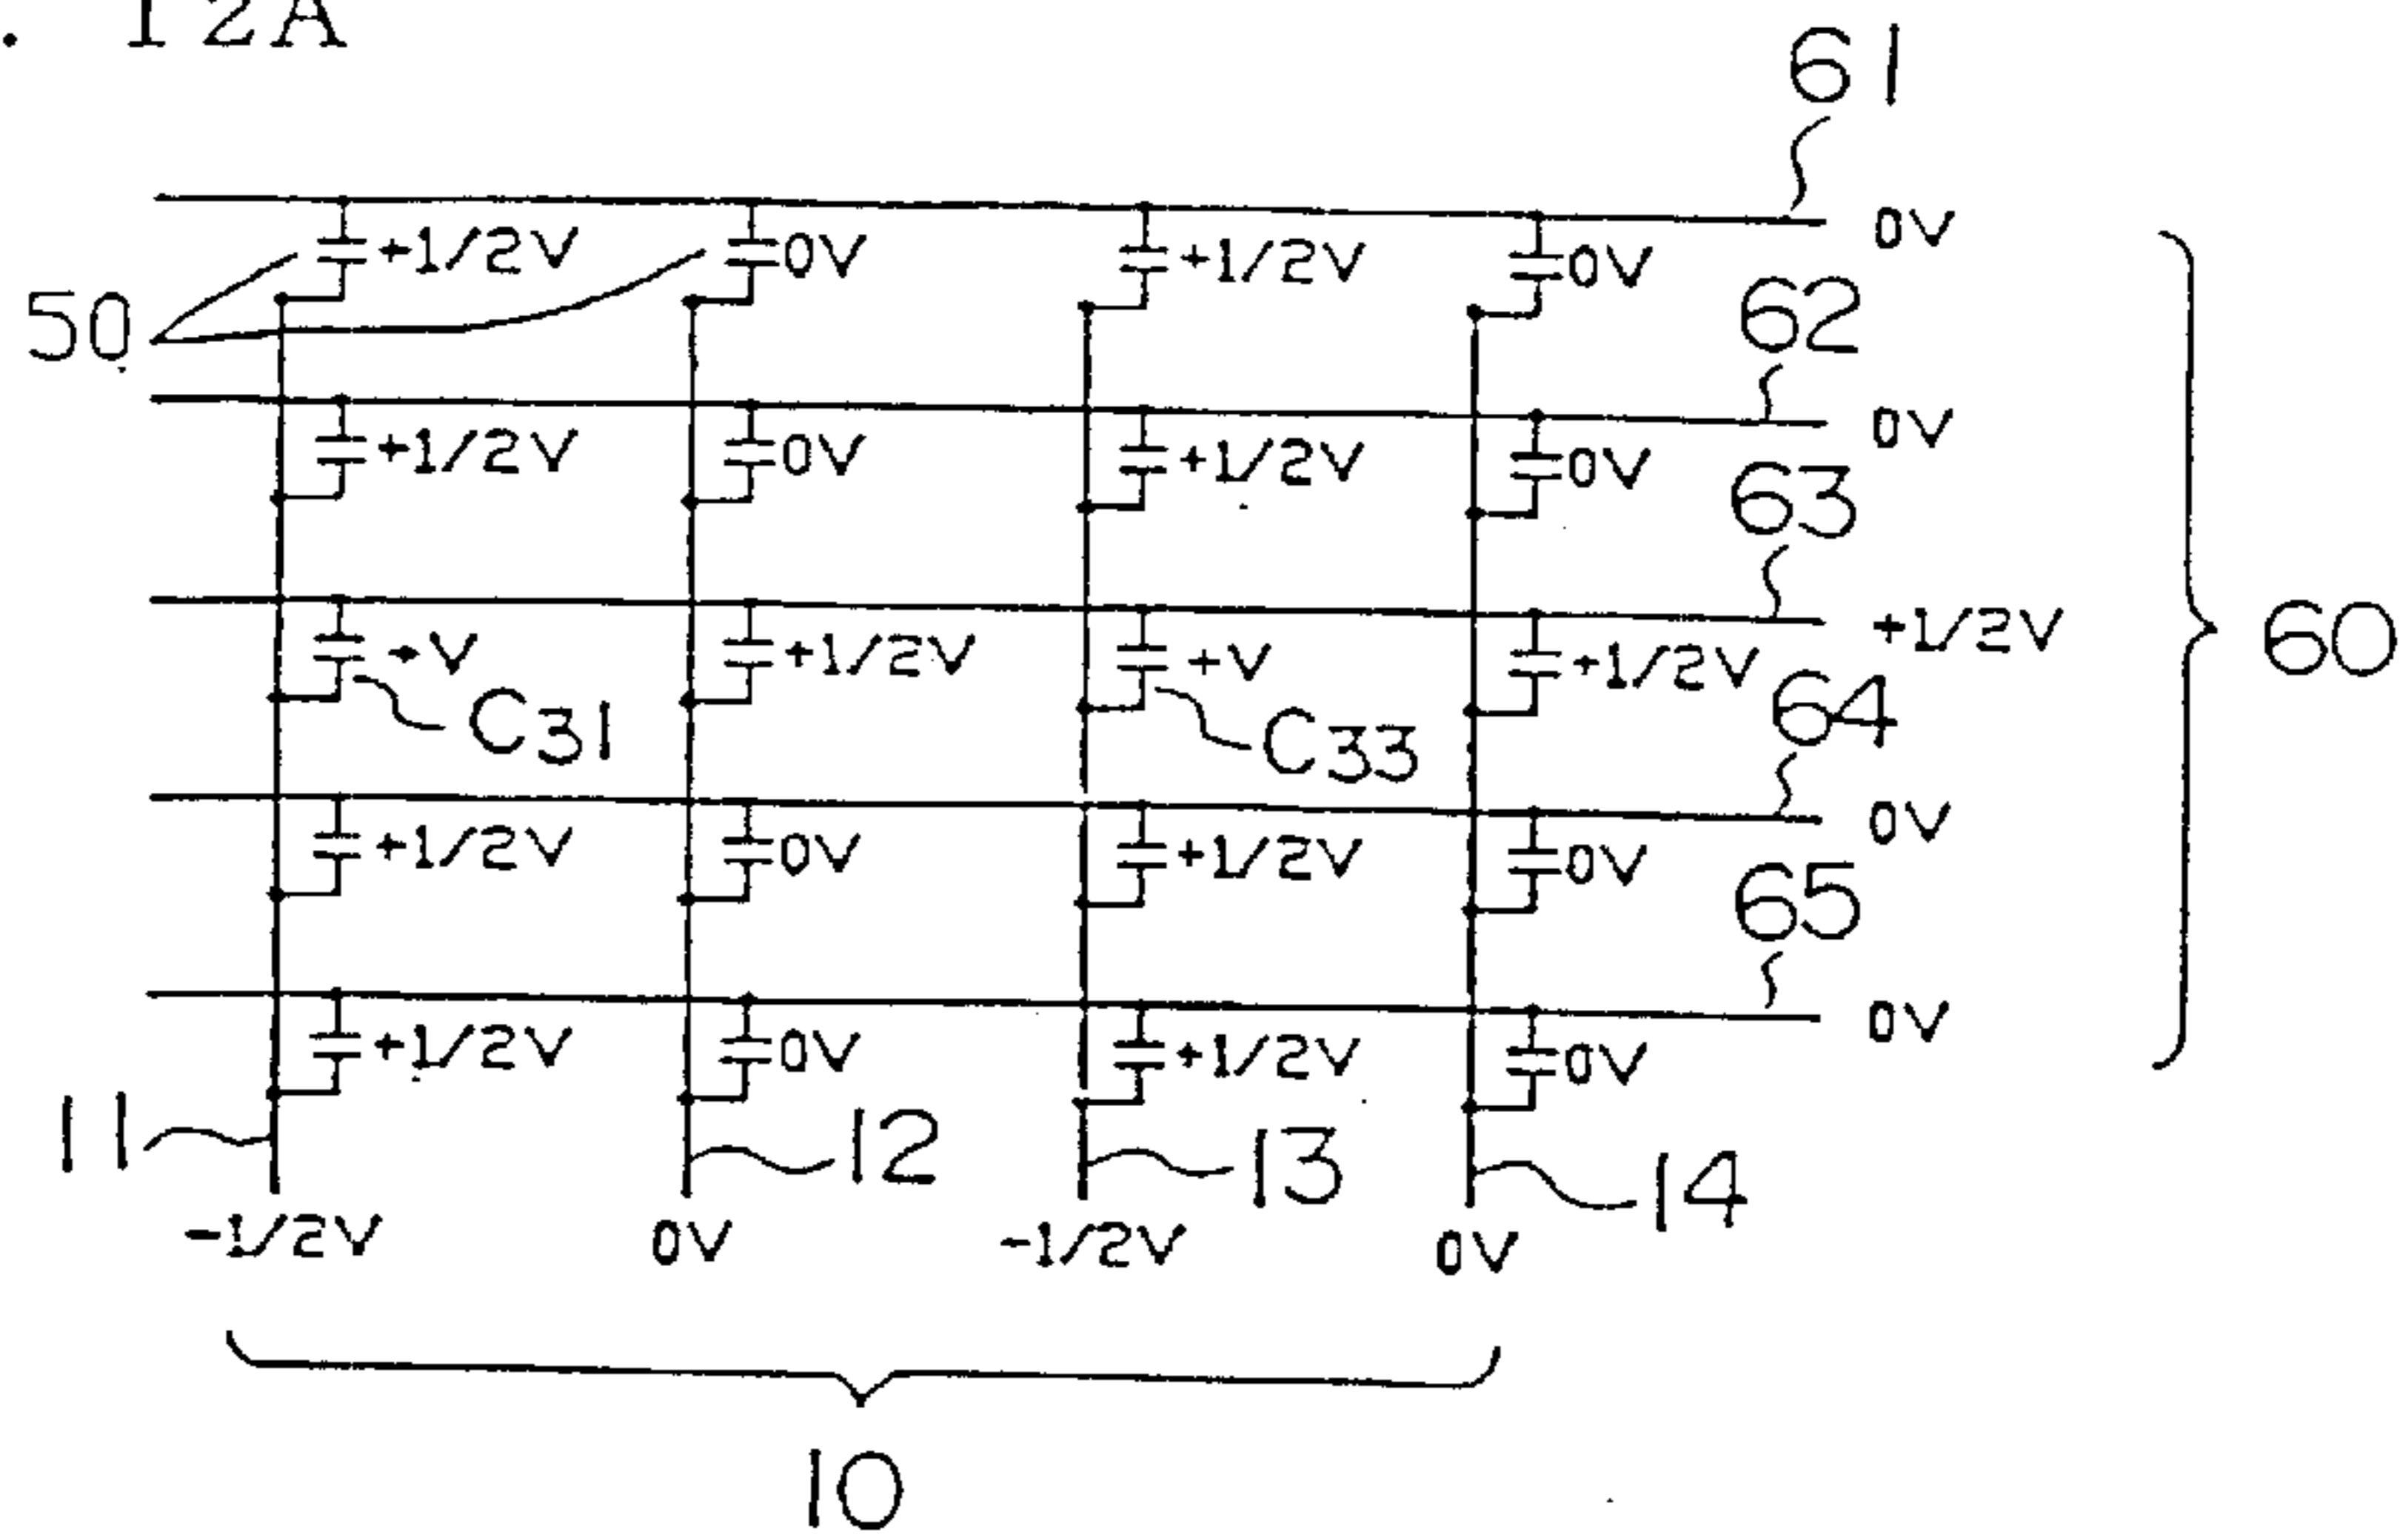 . 12A
61
+1/2V 0V +1/2V 0V 0V
50
62
+1/2V 0V +1/2V 0V 0V
63
+V +1/2V +V +1/2V +1/2V
60
C31 C33
64
+1/2V 0V +1/2V 0V 0V
65
+1/2V 0V +1/2V 0V 0V
11 12 13 14
-1/2V 0V -1/2V 0V
10